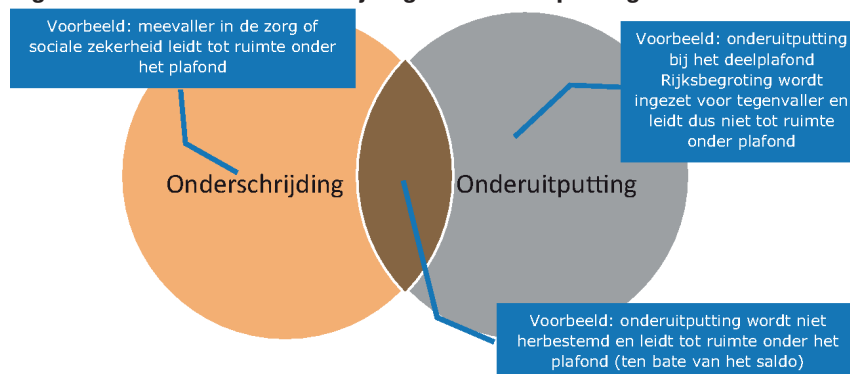 Voorbeeld: meevaller in de zorg of
sociale zekerheid leidt tot ruimte onder
het plafond
Voorbeeld: onderuitputting
bij het deelplafond
Rijksbegroting wordt
ingezet voor tegenvaller en
leidt dus niet tot ruimte
onder plafond
Onderschrijding
Onderuitputting
Voorbeeld: onderuitputting wordt niet
herbestemd en leidt tot ruimte onder het
plafond (ten bate van het saldo)